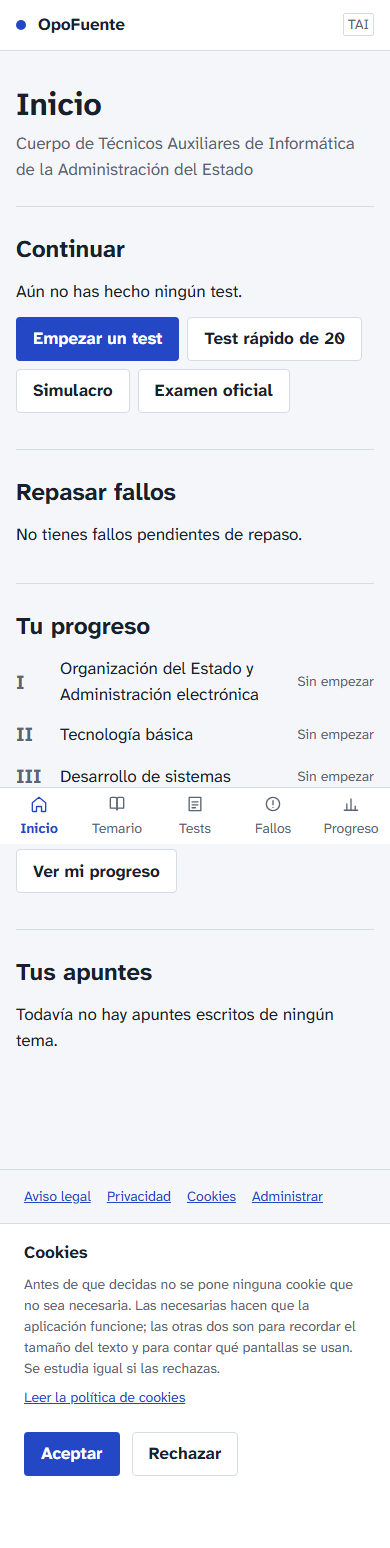 OpoFuente
TAI
Inicio
Cuerpo de Técnicos Auxiliares de Informática
de la Administración del Estado
Continuar
Aún no has hecho ningún test.
Empezar un test
Test rápido de 20
Simulacro
Examen oficial
Repasar fallos
No tienes fallos pendientes de repaso.
Tu progreso
I
Organización del Estado y
Administración electrónica
Sin empezar
II
Tecnología básica
Sin empezar
III
Desarrollo de sistemas
Sin empezar
Inicio
Temario
Tests
Fallos
Progreso
Ver mi progreso
Tus apuntes
Todavía no hay apuntes escritos de ningún
tema.
Aviso legal
Privacidad
Cookies
Administrar
Cookies
Antes de que decidas no se pone ninguna cookie que
no sea necesaria. Las necesarias hacen que la
aplicación funcione; las otras dos son para recordar el
tamaño del texto y para contar qué pantallas se usan.
Se estudia igual si las rechazas.
Leer la política de cookies
Aceptar
Rechazar